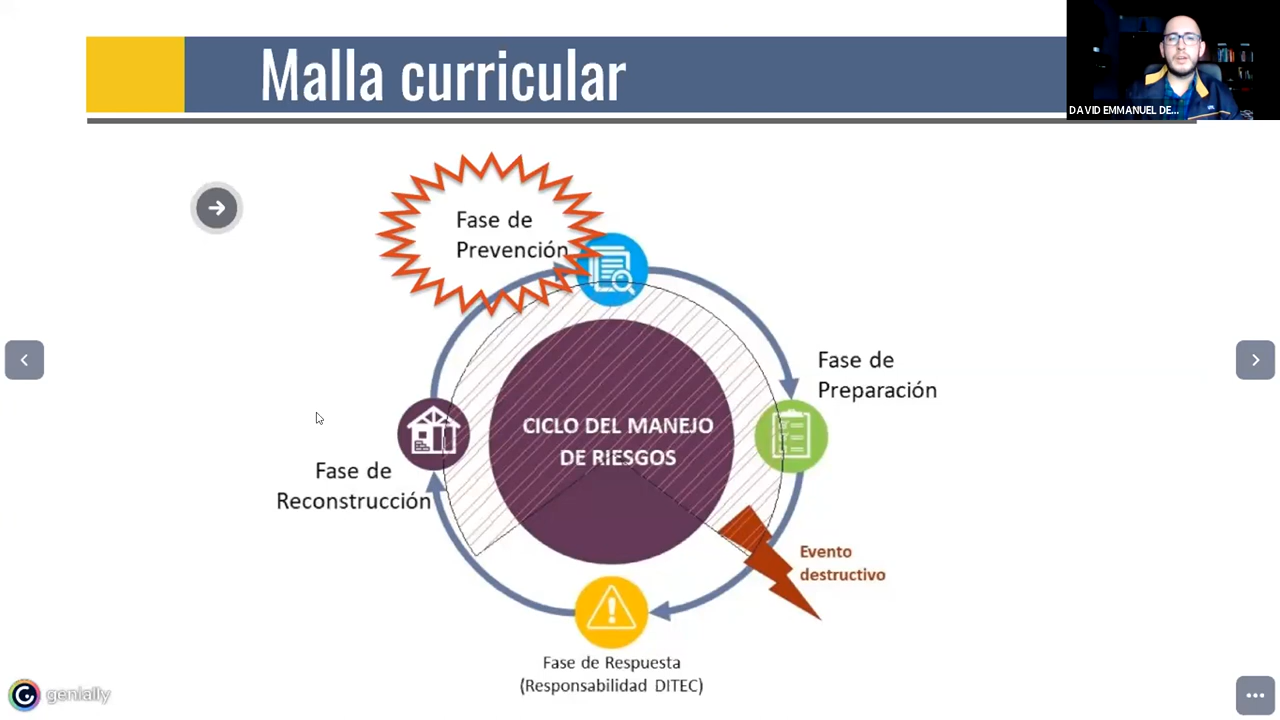 Malla curricular
DAVID EMMANUEL DE...
Fase de
Prevención
Fase de
Preparación
CICLO DEL MANEJO
DE RIESGOS
Fase de
Reconstrucción
Evento
destructivo
Fase de Respuesta
(Responsabilidad DITEC)
genially